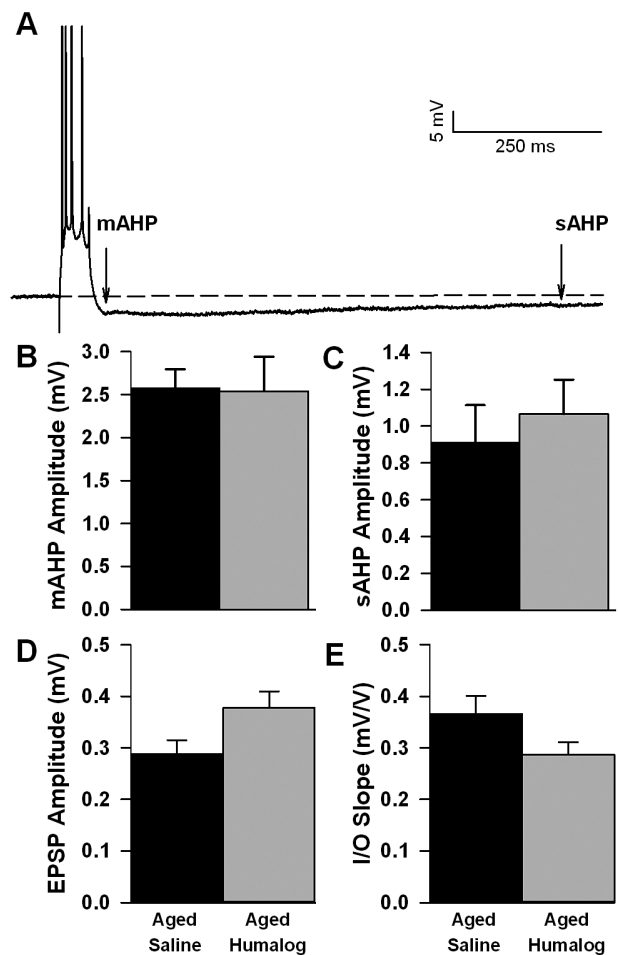 A
5 mV
250 ms
mAHP
sAHP
B
mAHP Amplitude (mV)
3.0
2.5
2.0
1.5
1.0
0.5
0.0
C
sAHP Amplitude (mV)
1.4
1.2
1.0
0.8
0.6
0.4
0.2
0.0
D
EPSP Amplitude (mV)
0.5
0.4
0.3
0.2
0.1
0.0
Aged
Saline
Aged
Humalog
E
I/O Slope (mV/V)
0.5
0.4
0.3
0.2
0.1
0.0
Aged
Saline
Aged
Humalog